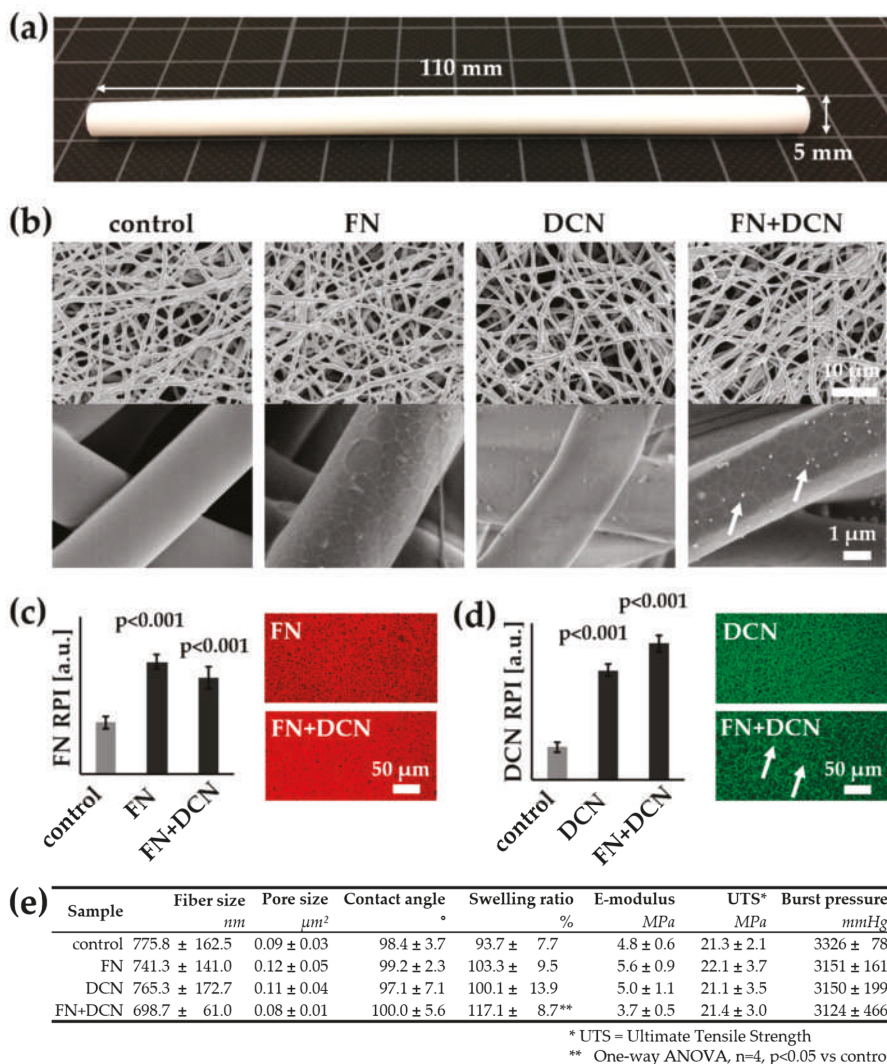 (a)
110 mm
5 mm
(b)
control FN DCN FN+DCN
10 μm
1 μm
(c)
FN RPI [a.u.]
p<0.001
p<0.001
control
FN
FN+DCN
FN
FN+DCN
50 μm
(d)
DCN RPI [a.u.]
p<0.001
p<0.001
control
DCN
FN+DCN
DCN
FN+DCN
50 μm
(e)
Sample Fiber size Pore size Contact angle Swelling ratio E-modulus UTS* Burst pressure
nm μm² ° % MPa MPa mmHg
control 775.8 ± 162.5 0.09 ± 0.03 98.4 ± 3.7 93.7 ± 7.7 4.8 ± 0.6 21.3 ± 2.1 3326 ± 78
FN 741.3 ± 141.0 0.12 ± 0.05 99.2 ± 2.3 103.3 ± 9.5 5.6 ± 0.9 22.1 ± 3.7 3151 ± 161
DCN 765.3 ± 172.7 0.11 ± 0.04 97.1 ± 7.1 100.1 ± 13.9 5.0 ± 1.1 21.1 ± 3.5 3150 ± 199
FN+DCN 698.7 ± 61.0 0.08 ± 0.01 100.0 ± 5.6 117.1 ± 8.7** 3.7 ± 0.5 21.4 ± 3.0 3124 ± 466
* UTS = Ultimate Tensile Strength
** One-way ANOVA, n=4, p<0.05 vs contro